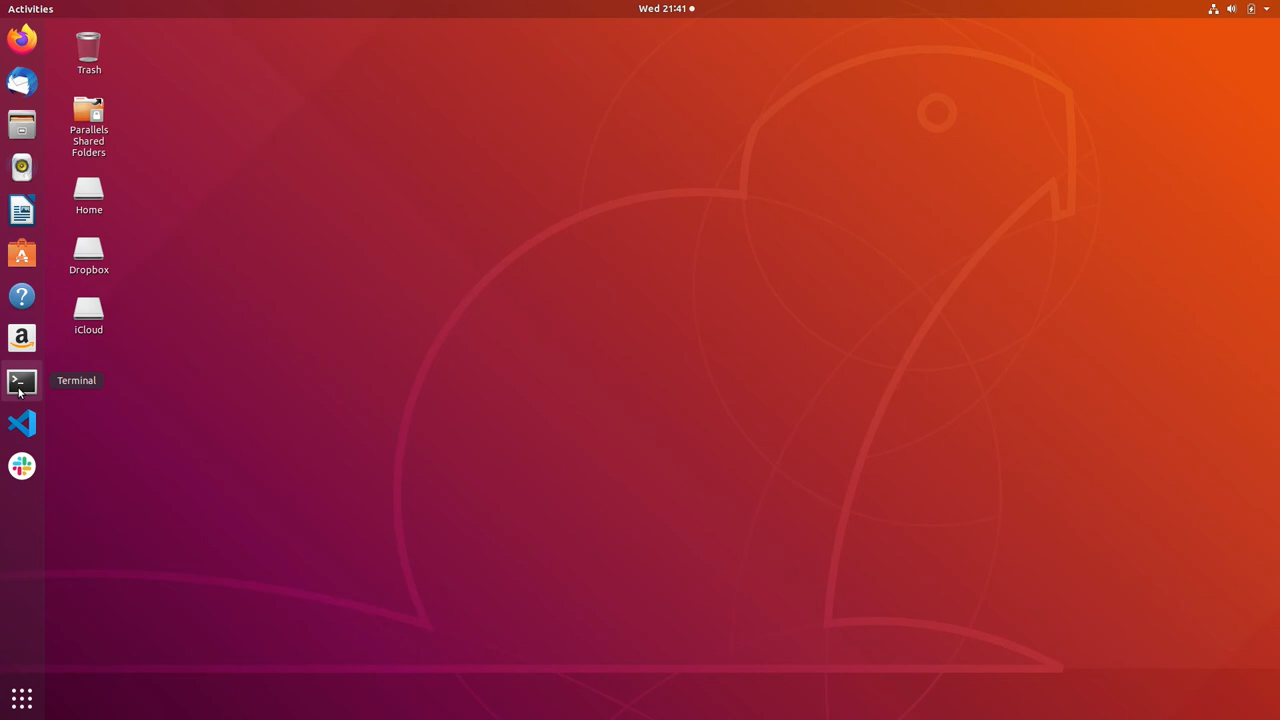 Activities
Wed 21:41
Trash
Parallels
Shared
Folders
Home
Dropbox
iCloud
Terminal